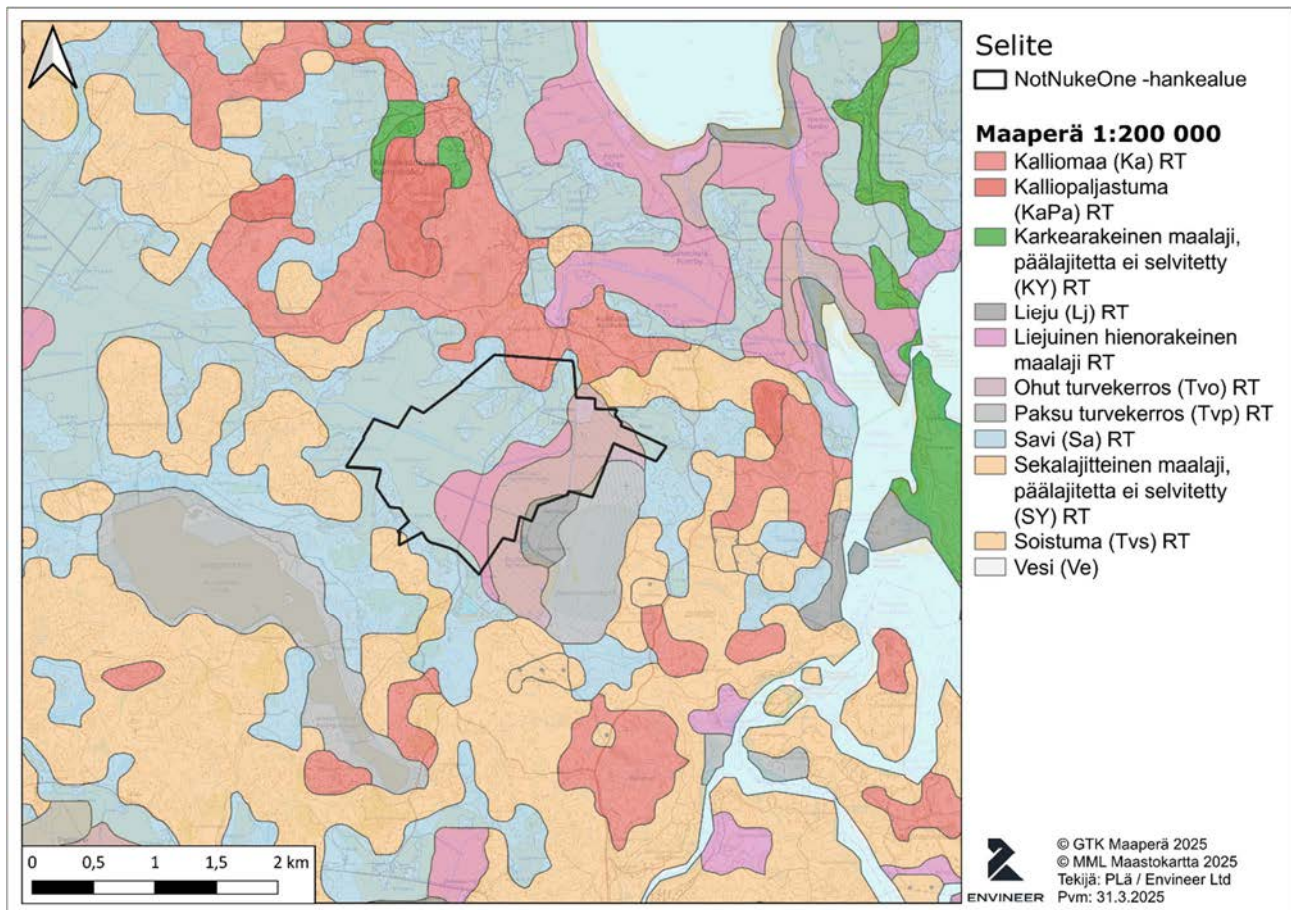 Selite
NotNukeOne -hankealue
Maaperä 1:200 000
Kalliomaa (Ka) RT
Kalliopaljastuma
(KaPa) RT
Karkearakeinen maalaji,
päälajitetta ei selvitetty
(KY) RT
Lieju (Lj) RT
Liejuinen hienorakeinen
maalaji RT
Ohut turvekerros (Tvo) RT
Paksu turvekerros (Tvp) RT
Savi (Sa) RT
Sekalajitteinen maalaji,
päälajitetta ei selvitetty
(SY) RT
Soistuma (Tvs) RT
Vesi (Ve)
0 0,5 1 1,5 2 km
ENVINEER
© GTK Maaperä 2025
© MML Maastokartta 2025
Tekijä: PLä / Envineer Ltd
Pvm: 31.3.2025